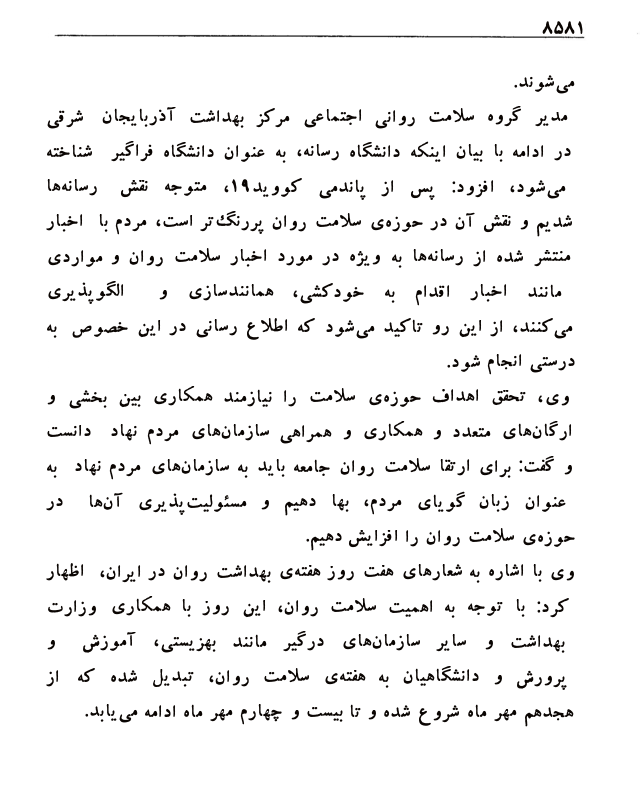 ۸۵۸۱
می‌شوند.
مدیر گروه سلامت روانی اجتماعی مرکز بهداشت آذربایجان شرقی
در ادامه با بیان اینکه دانشگاه رسانه، به عنوان دانشگاه فراگیر شناخته
می‌شود، افزود: پس از پاندمی کووید۱۹، متوجه نقش رسانه‌ها
شدیم و نقش آن در حوزه‌ی سلامت روان پررنگ‌تر است، مردم با اخبار
منتشر شده از رسانه‌ها به ویژه در مورد اخبار سلامت روان و مواردی
مانند اخبار اقدام به خودکشی، همانندسازی و الگوپذیری
می‌کنند، از این رو تاکید می‌شود که اطلاع رسانی در این خصوص به
درستی انجام شود.
وی، تحقق اهداف حوزه‌ی سلامت را نیازمند همکاری بین بخشی و
ارگان‌های متعدد و همکاری و همراهی سازمان‌های مردم نهاد دانست
و گفت: برای ارتقا سلامت روان جامعه باید به سازمان‌های مردم نهاد به
عنوان زبان گویای مردم، بها دهیم و مسئولیت‌پذیری آن‌ها در
حوزه‌ی سلامت روان را افزایش دهیم.
وی با اشاره به شعارهای هفت روز هفته‌ی بهداشت روان در ایران، اظهار
کرد: با توجه به اهمیت سلامت روان، این روز با همکاری وزارت
بهداشت و سایر سازمان‌های درگیر مانند بهزیستی، آموزش و
پرورش و دانشگاهیان به هفته‌ی سلامت روان، تبدیل شده که از
هجدهم مهر ماه شروع شده و تا بیست و چهارم مهر ماه ادامه می‌یابد.